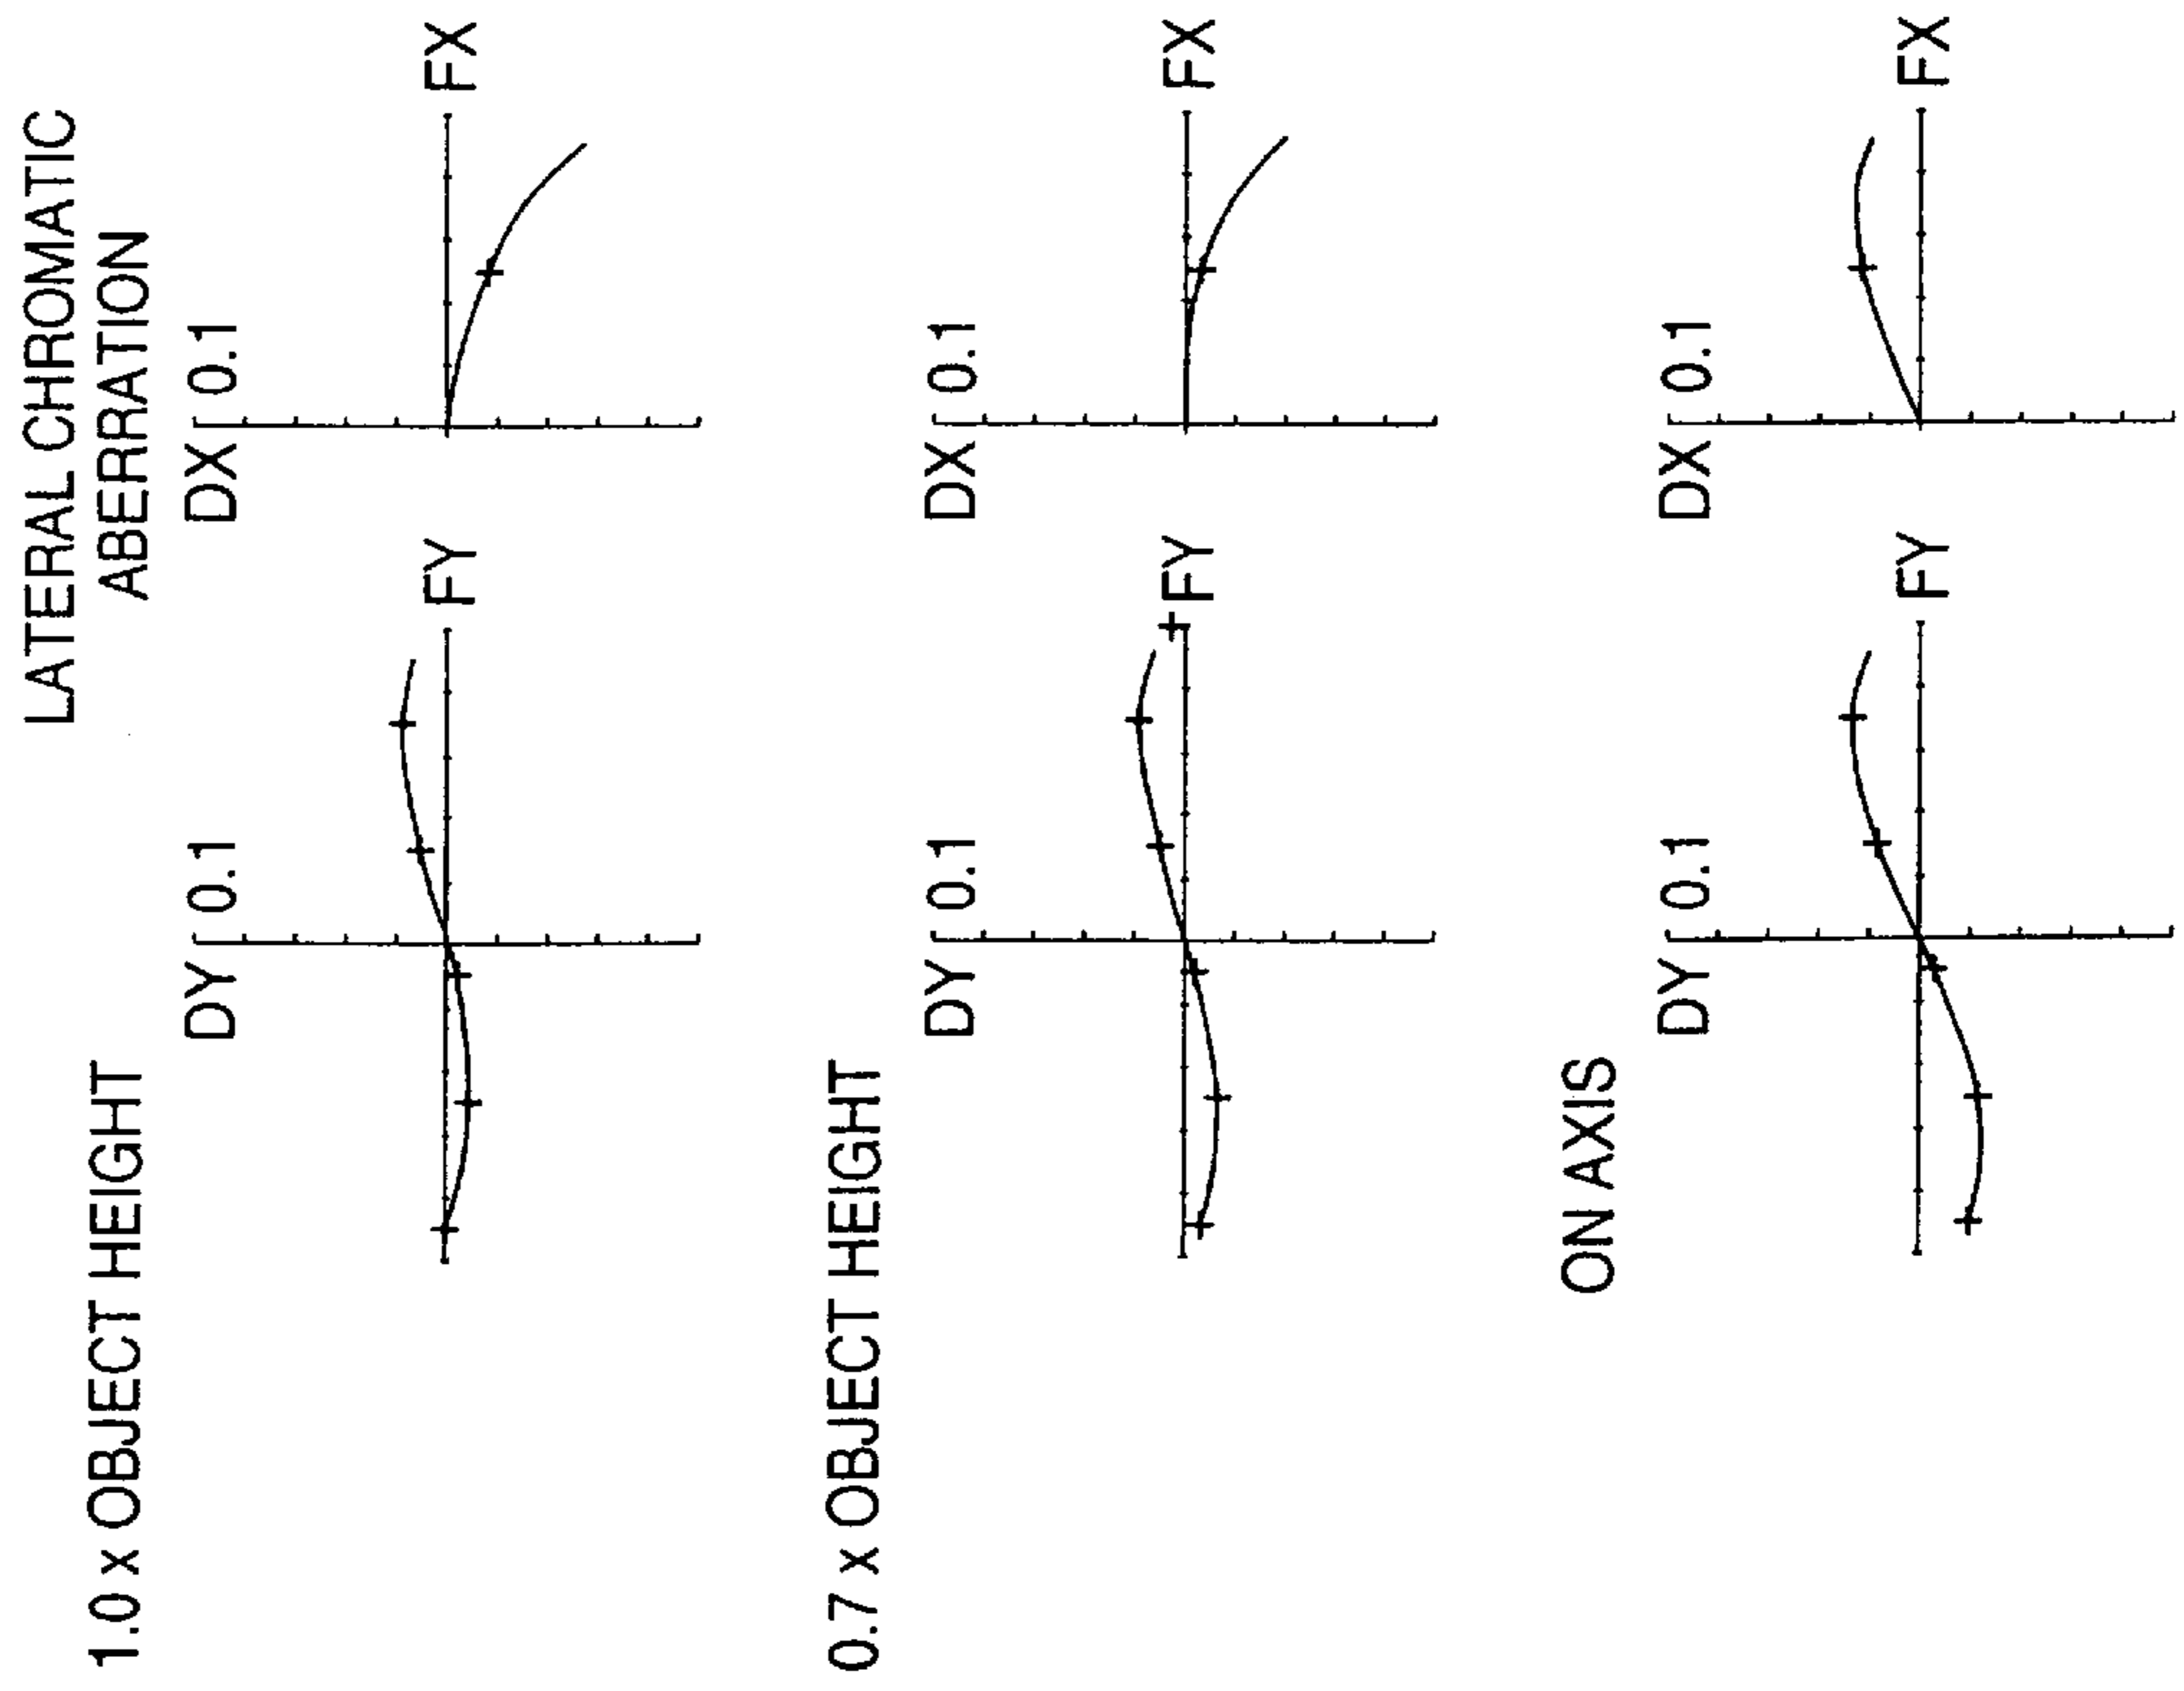 LATERAL CHROMATIC
ABERRATION
1.0 x OBJECT HEIGHT
DY 0.1
FY
DX 0.1
FX
0.7 x OBJECT HEIGHT
DY 0.1
FY
DX 0.1
FX
ON AXIS
DY 0.1
FY
DX 0.1
FX